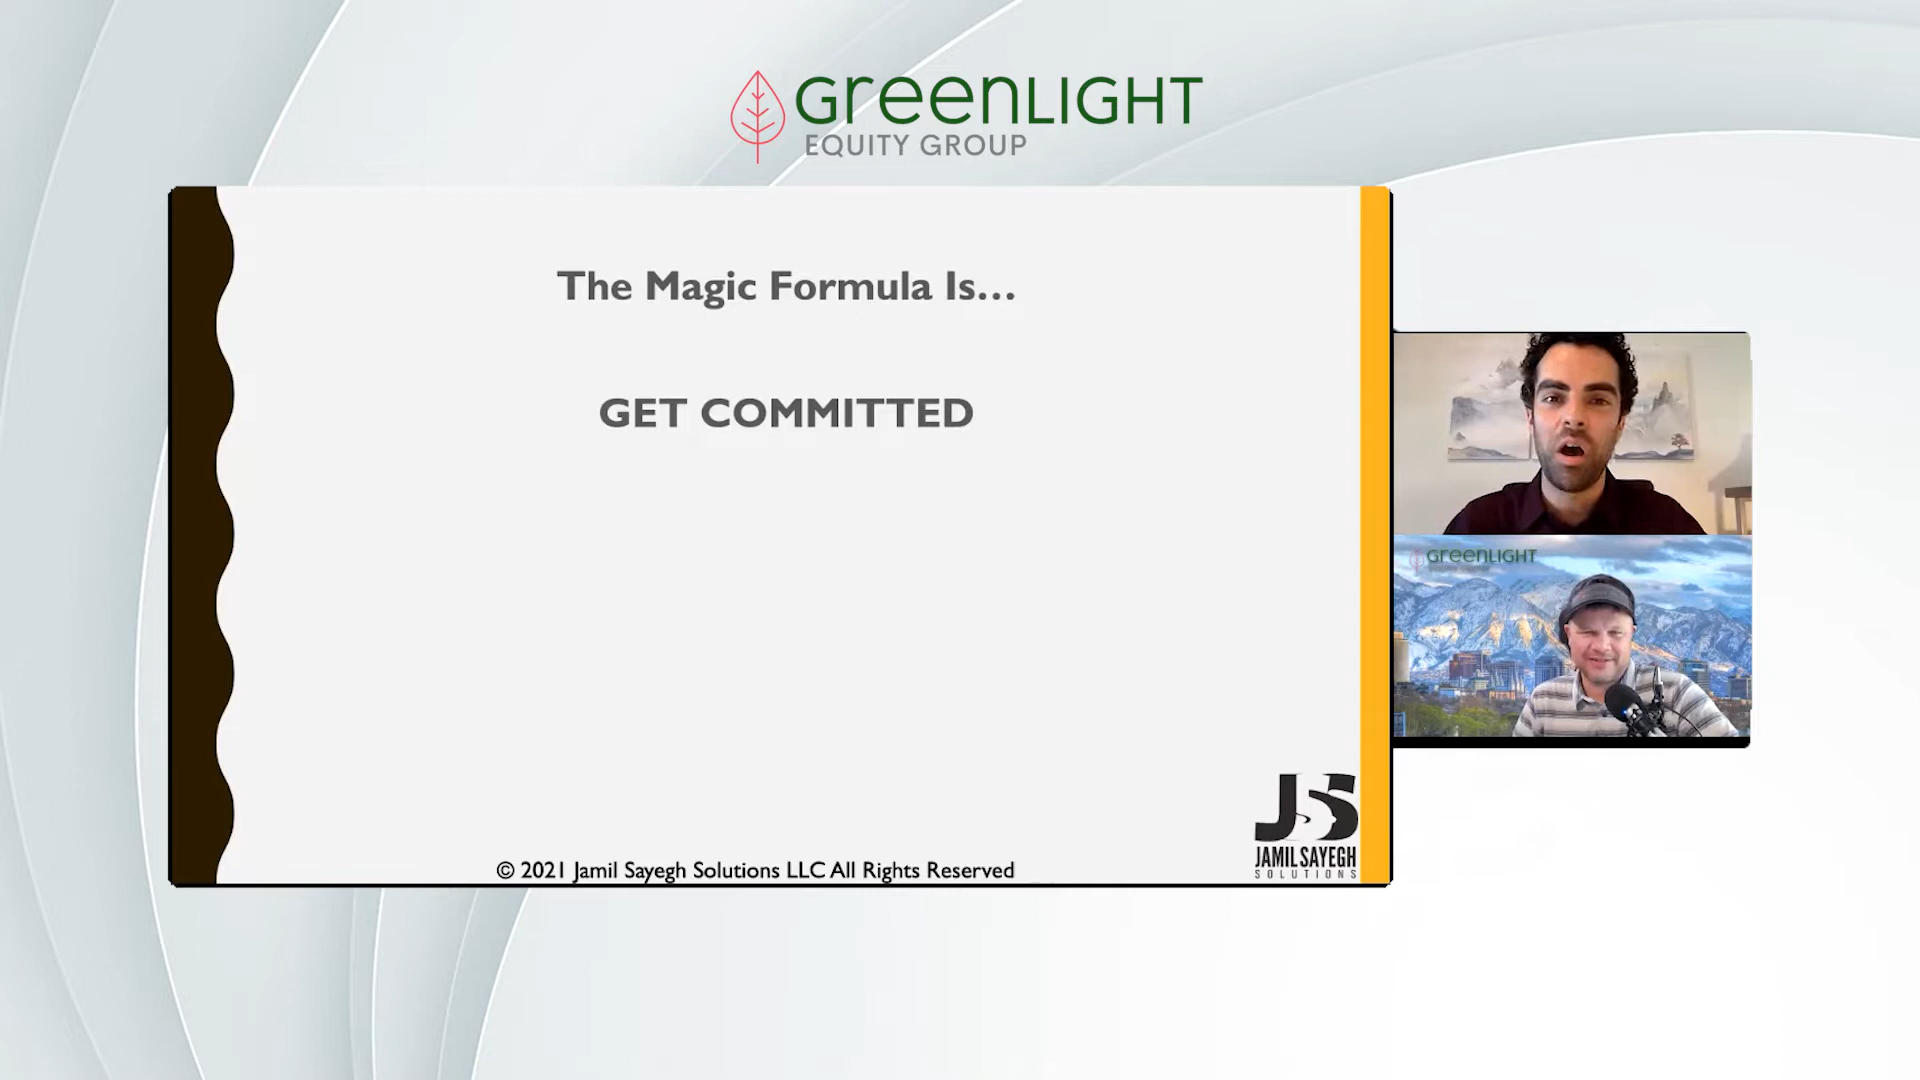 GreenLIGHT
EQUITY GROUP
The Magic Formula Is...
GET COMMITTED
GreenLIGHT
JS
JAMIL SAYEGH
SOLUTIONS
© 2021 Jamil Sayegh Solutions LLC All Rights Reserved